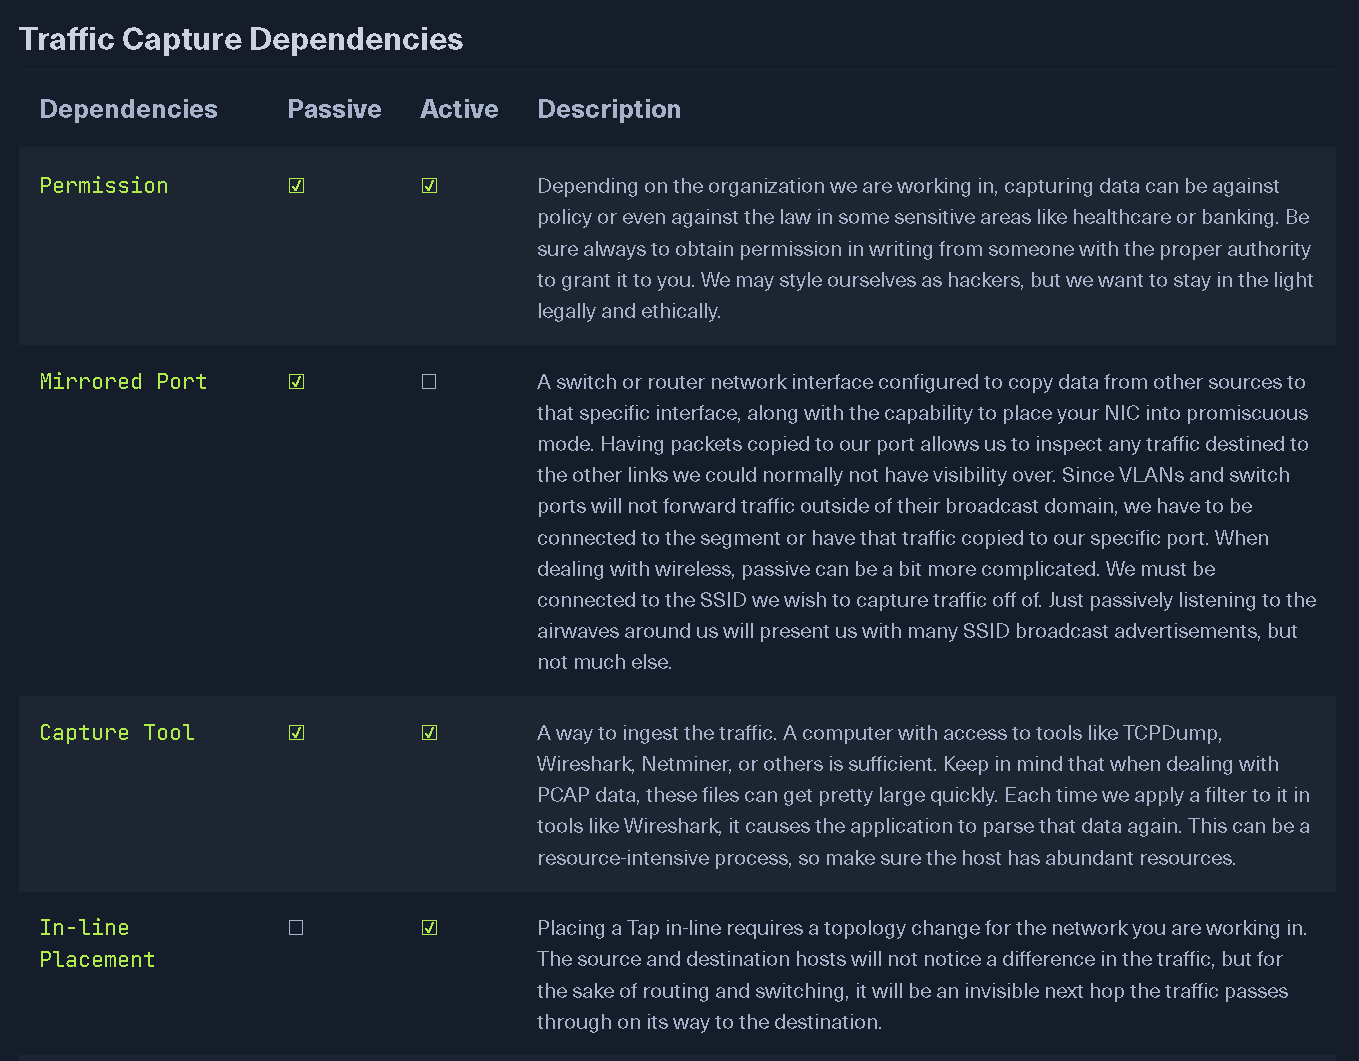 Traffic Capture Dependencies
Dependencies Passive Active Description
Permission ☑ ☑ Depending on the organization we are working in, capturing data can be against
policy or even against the law in some sensitive areas like healthcare or banking. Be
sure always to obtain permission in writing from someone with the proper authority
to grant it to you. We may style ourselves as hackers, but we want to stay in the light
legally and ethically.
Mirrored Port ☑ ☐ A switch or router network interface configured to copy data from other sources to
that specific interface, along with the capability to place your NIC into promiscuous
mode. Having packets copied to our port allows us to inspect any traffic destined to
the other links we could normally not have visibility over. Since VLANs and switch
ports will not forward traffic outside of their broadcast domain, we have to be
connected to the segment or have that traffic copied to our specific port. When
dealing with wireless, passive can be a bit more complicated. We must be
connected to the SSID we wish to capture traffic off of. Just passively listening to the
airwaves around us will present us with many SSID broadcast advertisements, but
not much else.
Capture Tool ☑ ☑ A way to ingest the traffic. A computer with access to tools like TCPDump,
Wireshark, Netminer, or others is sufficient. Keep in mind that when dealing with
PCAP data, these files can get pretty large quickly. Each time we apply a filter to it in
tools like Wireshark, it causes the application to parse that data again. This can be a
resource-intensive process, so make sure the host has abundant resources.
In-line ☐ ☑ Placing a Tap in-line requires a topology change for the network you are working in.
Placement The source and destination hosts will not notice a difference in the traffic, but for
the sake of routing and switching, it will be an invisible next hop the traffic passes
through on its way to the destination.